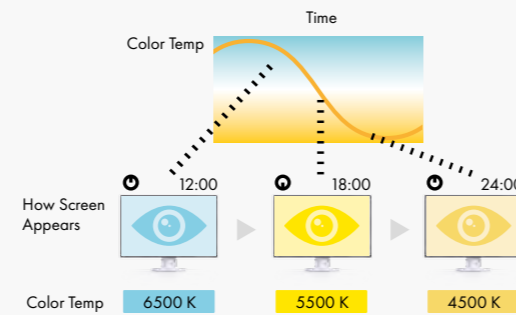 Time
Color Temp
12:00
18:00
24:00
How Screen
Appears
Color Temp
6500 K
5500 K
4500 K